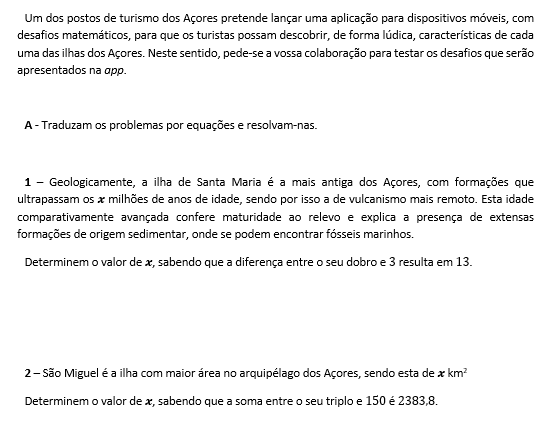 Um dos postos de turismo dos Açores pretende lançar uma aplicação para dispositivos móveis, com
desafios matemáticos, para que os turistas possam descobrir, de forma lúdica, características de cada
uma das ilhas dos Açores. Neste sentido, pede-se a vossa colaboração para testar os desafios que serão
apresentados na app.
A - Traduzam os problemas por equações e resolvam-nas.
1 – Geologicamente, a ilha de Santa Maria é a mais antiga dos Açores, com formações que
ultrapassam os x milhões de anos de idade, sendo por isso a de vulcanismo mais remoto. Esta idade
comparativamente avançada confere maturidade ao relevo e explica a presença de extensas
formações de origem sedimentar, onde se podem encontrar fósseis marinhos.
Determinem o valor de x, sabendo que a diferença entre o seu dobro e 3 resulta em 13.
2 – São Miguel é a ilha com maior área no arquipélago dos Açores, sendo esta de x km²
Determinem o valor de x, sabendo que a soma entre o seu triplo e 150 é 2383,8.